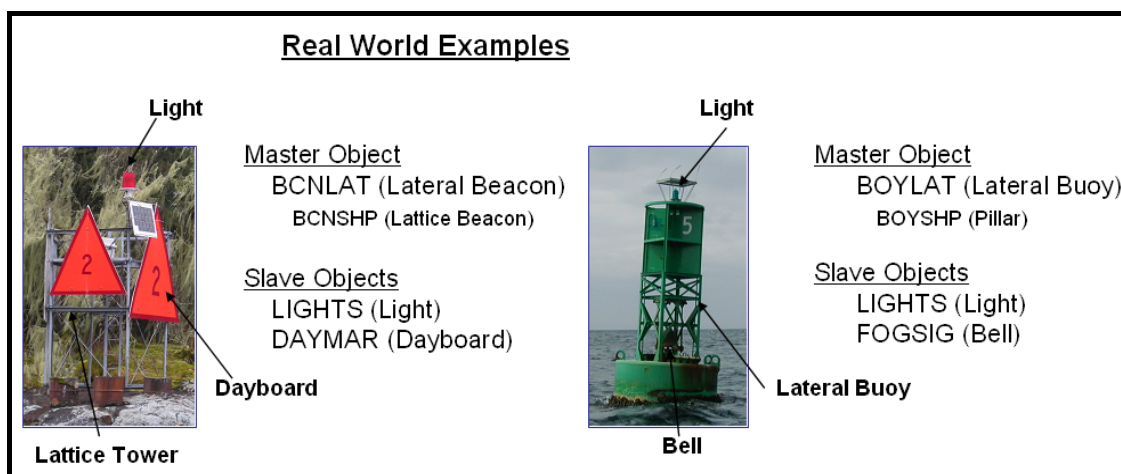 Real World Examples
Light
Master Object
BCNLAT (Lateral Beacon)
BCNSHP (Lattice Beacon)
Slave Objects
LIGHTS (Light)
DAYMAR (Dayboard)
2
2
Dayboard
Lattice Tower
Light
Master Object
BOYLAT (Lateral Buoy)
BOYSHP (Pillar)
Slave Objects
LIGHTS (Light)
FOGSIG (Bell)
5
Lateral Buoy
Bell